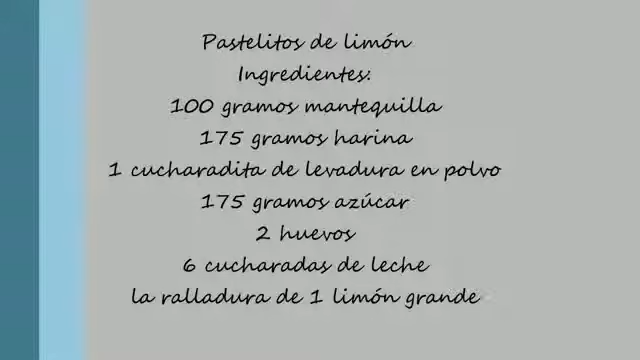 Pastelitos de limón
Ingredientes:
100 gramos mantequilla
175 gramos harina
1 cucharadita de levadura en polvo
175 gramos azúcar
2 huevos
6 cucharadas de leche
la ralladura de 1 limón grande